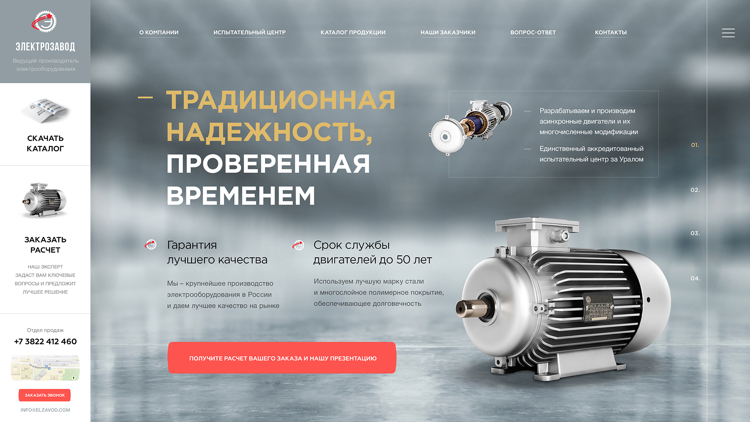 ЭЛЕКТРОЗАВОД
Ведущий производитель
электрооборудования
СКАЧАТЬ
КАТАЛОГ
ЗАКАЗАТЬ
РАСЧЕТ
НАШ ЭКСПЕРТ
ЗАДАСТ ВАМ КЛЮЧЕВЫЕ
ВОПРОСЫ И ПРЕДЛОЖИТ
ЛУЧШЕЕ РЕШЕНИЕ
Отдел продаж
+7 3822 412 460
ЗАКАЗАТЬ ЗВОНОК
INFO@ELZAVOD.COM
О КОМПАНИИ
ИСПЫТАТЕЛЬНЫЙ ЦЕНТР
КАТАЛОГ ПРОДУКЦИИ
НАШИ ЗАКАЗЧИКИ
ВОПРОС-ОТВЕТ
КОНТАКТЫ
— ТРАДИЦИОННАЯ
НАДЕЖНОСТЬ,
ПРОВЕРЕННАЯ
ВРЕМЕНЕМ
— Разрабатываем и производим
асинхронные двигатели и их
многочисленные модификации
— Единственный аккредитованный
испытательный центр за Уралом
01.
02.
03.
04.
Гарантия
лучшего качества
Мы – крупнейшее производство
электрооборудования в России
и даем лучшее качество на рынке
Срок службы
двигателей до 50 лет
Используем лучшую марку стали
и многослойное полимерное покрытие,
обеспечивающее долговечность
ПОЛУЧИТЕ РАСЧЕТ ВАШЕГО ЗАКАЗА И НАШУ ПРЕЗЕНТАЦИЮ